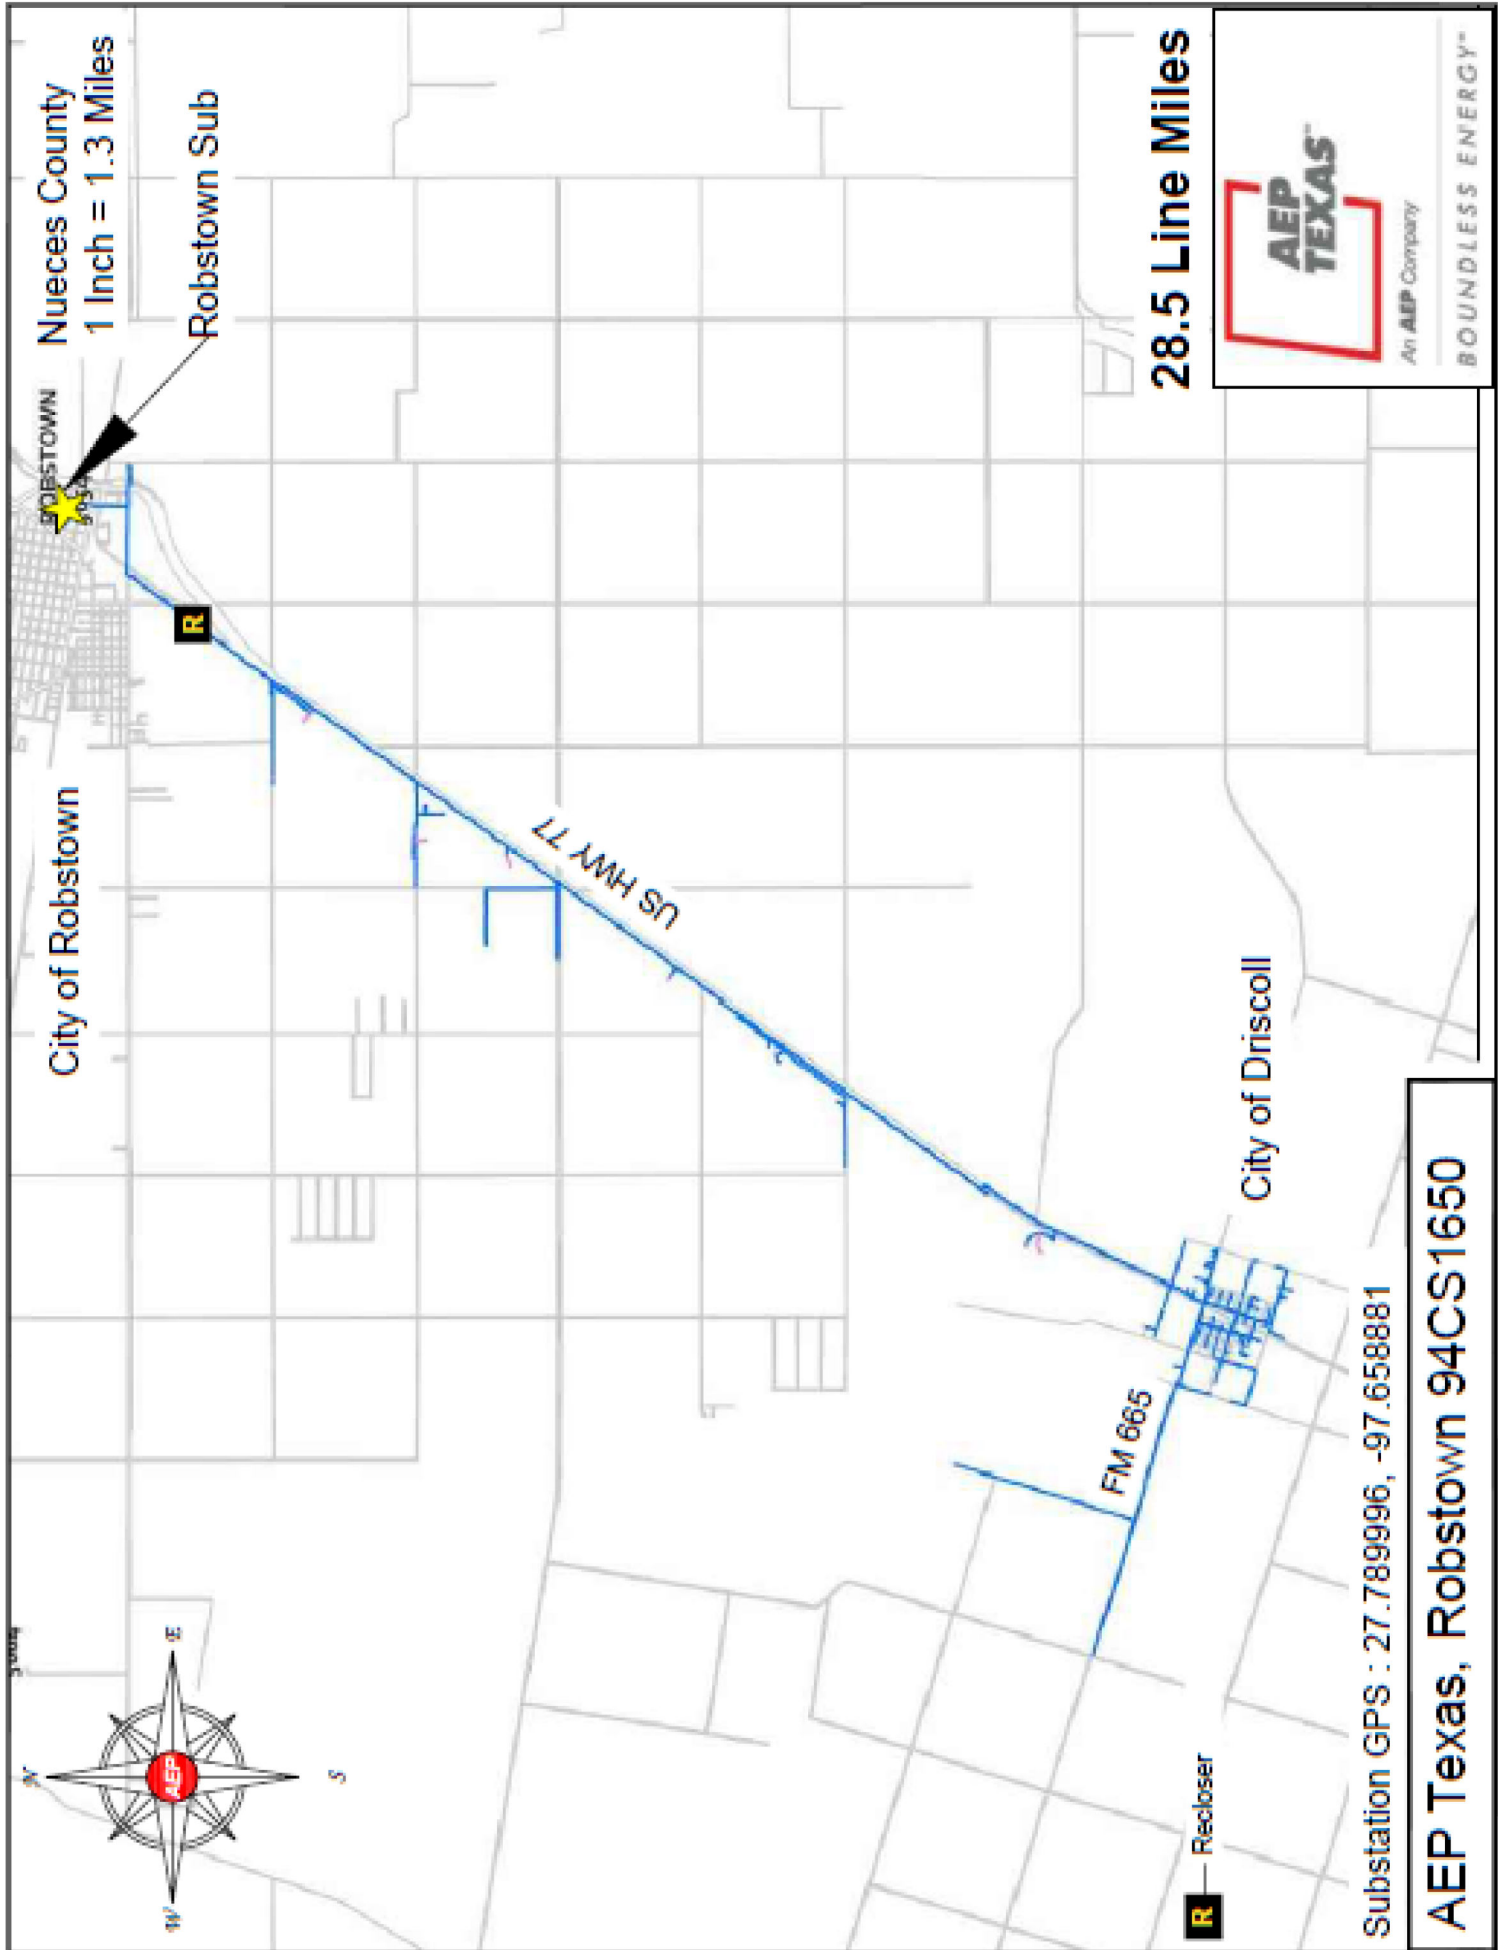 Nueces County
1 Inch = 1.3 Miles
ROBSTOWN
Robstown Sub
City of Robstown
R
US HWY 77
N
W
E
S
AEP
FM 665
City of Driscoll
28.5 Line Miles
AEP
TEXAS™
An AEP Company
BOUNDLESS ENERGY™
R
Recloser
Substation GPS : 27.789996, -97.658881
AEP Texas, Robstown 94CS1650